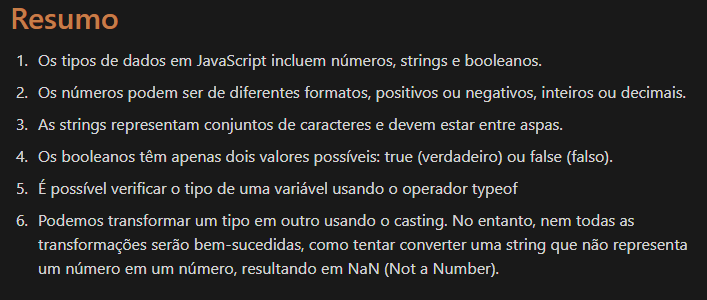 Resumo
1. Os tipos de dados em JavaScript incluem números, strings e booleanos.
2. Os números podem ser de diferentes formatos, positivos ou negativos, inteiros ou decimais.
3. As strings representam conjuntos de caracteres e devem estar entre aspas.
4. Os booleanos têm apenas dois valores possíveis: true (verdadeiro) ou false (falso).
5. É possível verificar o tipo de uma variável usando o operador typeof
6. Podemos transformar um tipo em outro usando o casting. No entanto, nem todas as
transformações serão bem-sucedidas, como tentar converter uma string que não representa
um número em um número, resultando em NaN (Not a Number).